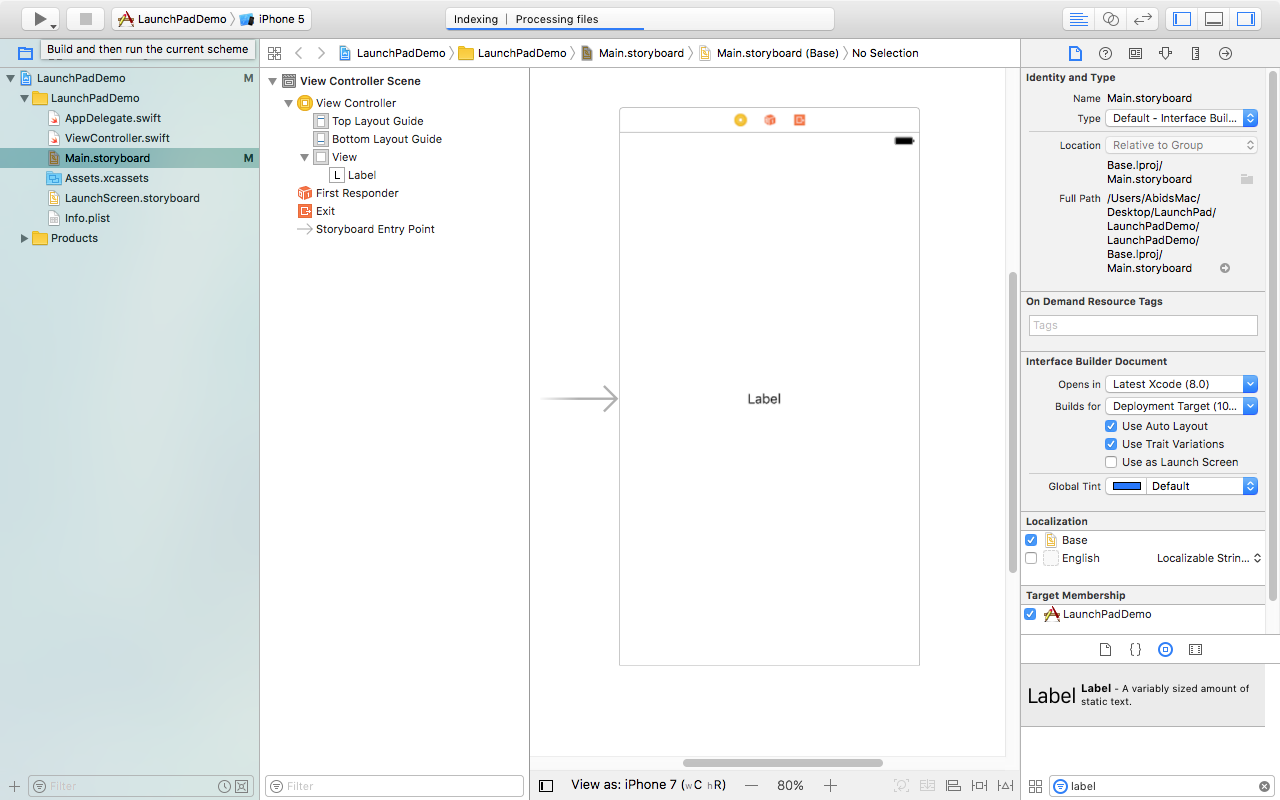 LaunchPadDemo
iPhone 5
Indexing | Processing files
Build and then run the current scheme
LaunchPadDemo M
LaunchPadDemo
AppDelegate.swift
ViewController.swift
Main.storyboard M
Assets.xcassets
LaunchScreen.storyboard
Info.plist
Products
Filter
LaunchPadDemo LaunchPadDemo Main.storyboard Main.storyboard (Base) No Selection
View Controller Scene
View Controller
Top Layout Guide
Bottom Layout Guide
View
L Label
First Responder
Exit
Storyboard Entry Point
Filter
Label
View as: iPhone 7 (wC hR) — 80% +
Identity and Type
Name Main.storyboard
Type Default - Interface Buil...
Location Relative to Group
Base.lproj/
Main.storyboard
Full Path /Users/AbidsMac/
Desktop/LaunchPad/
LaunchPadDemo/
LaunchPadDemo/
Base.lproj/
Main.storyboard
On Demand Resource Tags
Tags
Interface Builder Document
Opens in Latest Xcode (8.0)
Builds for Deployment Target (10...
Use Auto Layout
Use Trait Variations
Use as Launch Screen
Global Tint Default
Localization
Base
English Localizable Strin...
Target Membership
LaunchPadDemo
{}
Label Label - A variably sized amount of
static text.
label